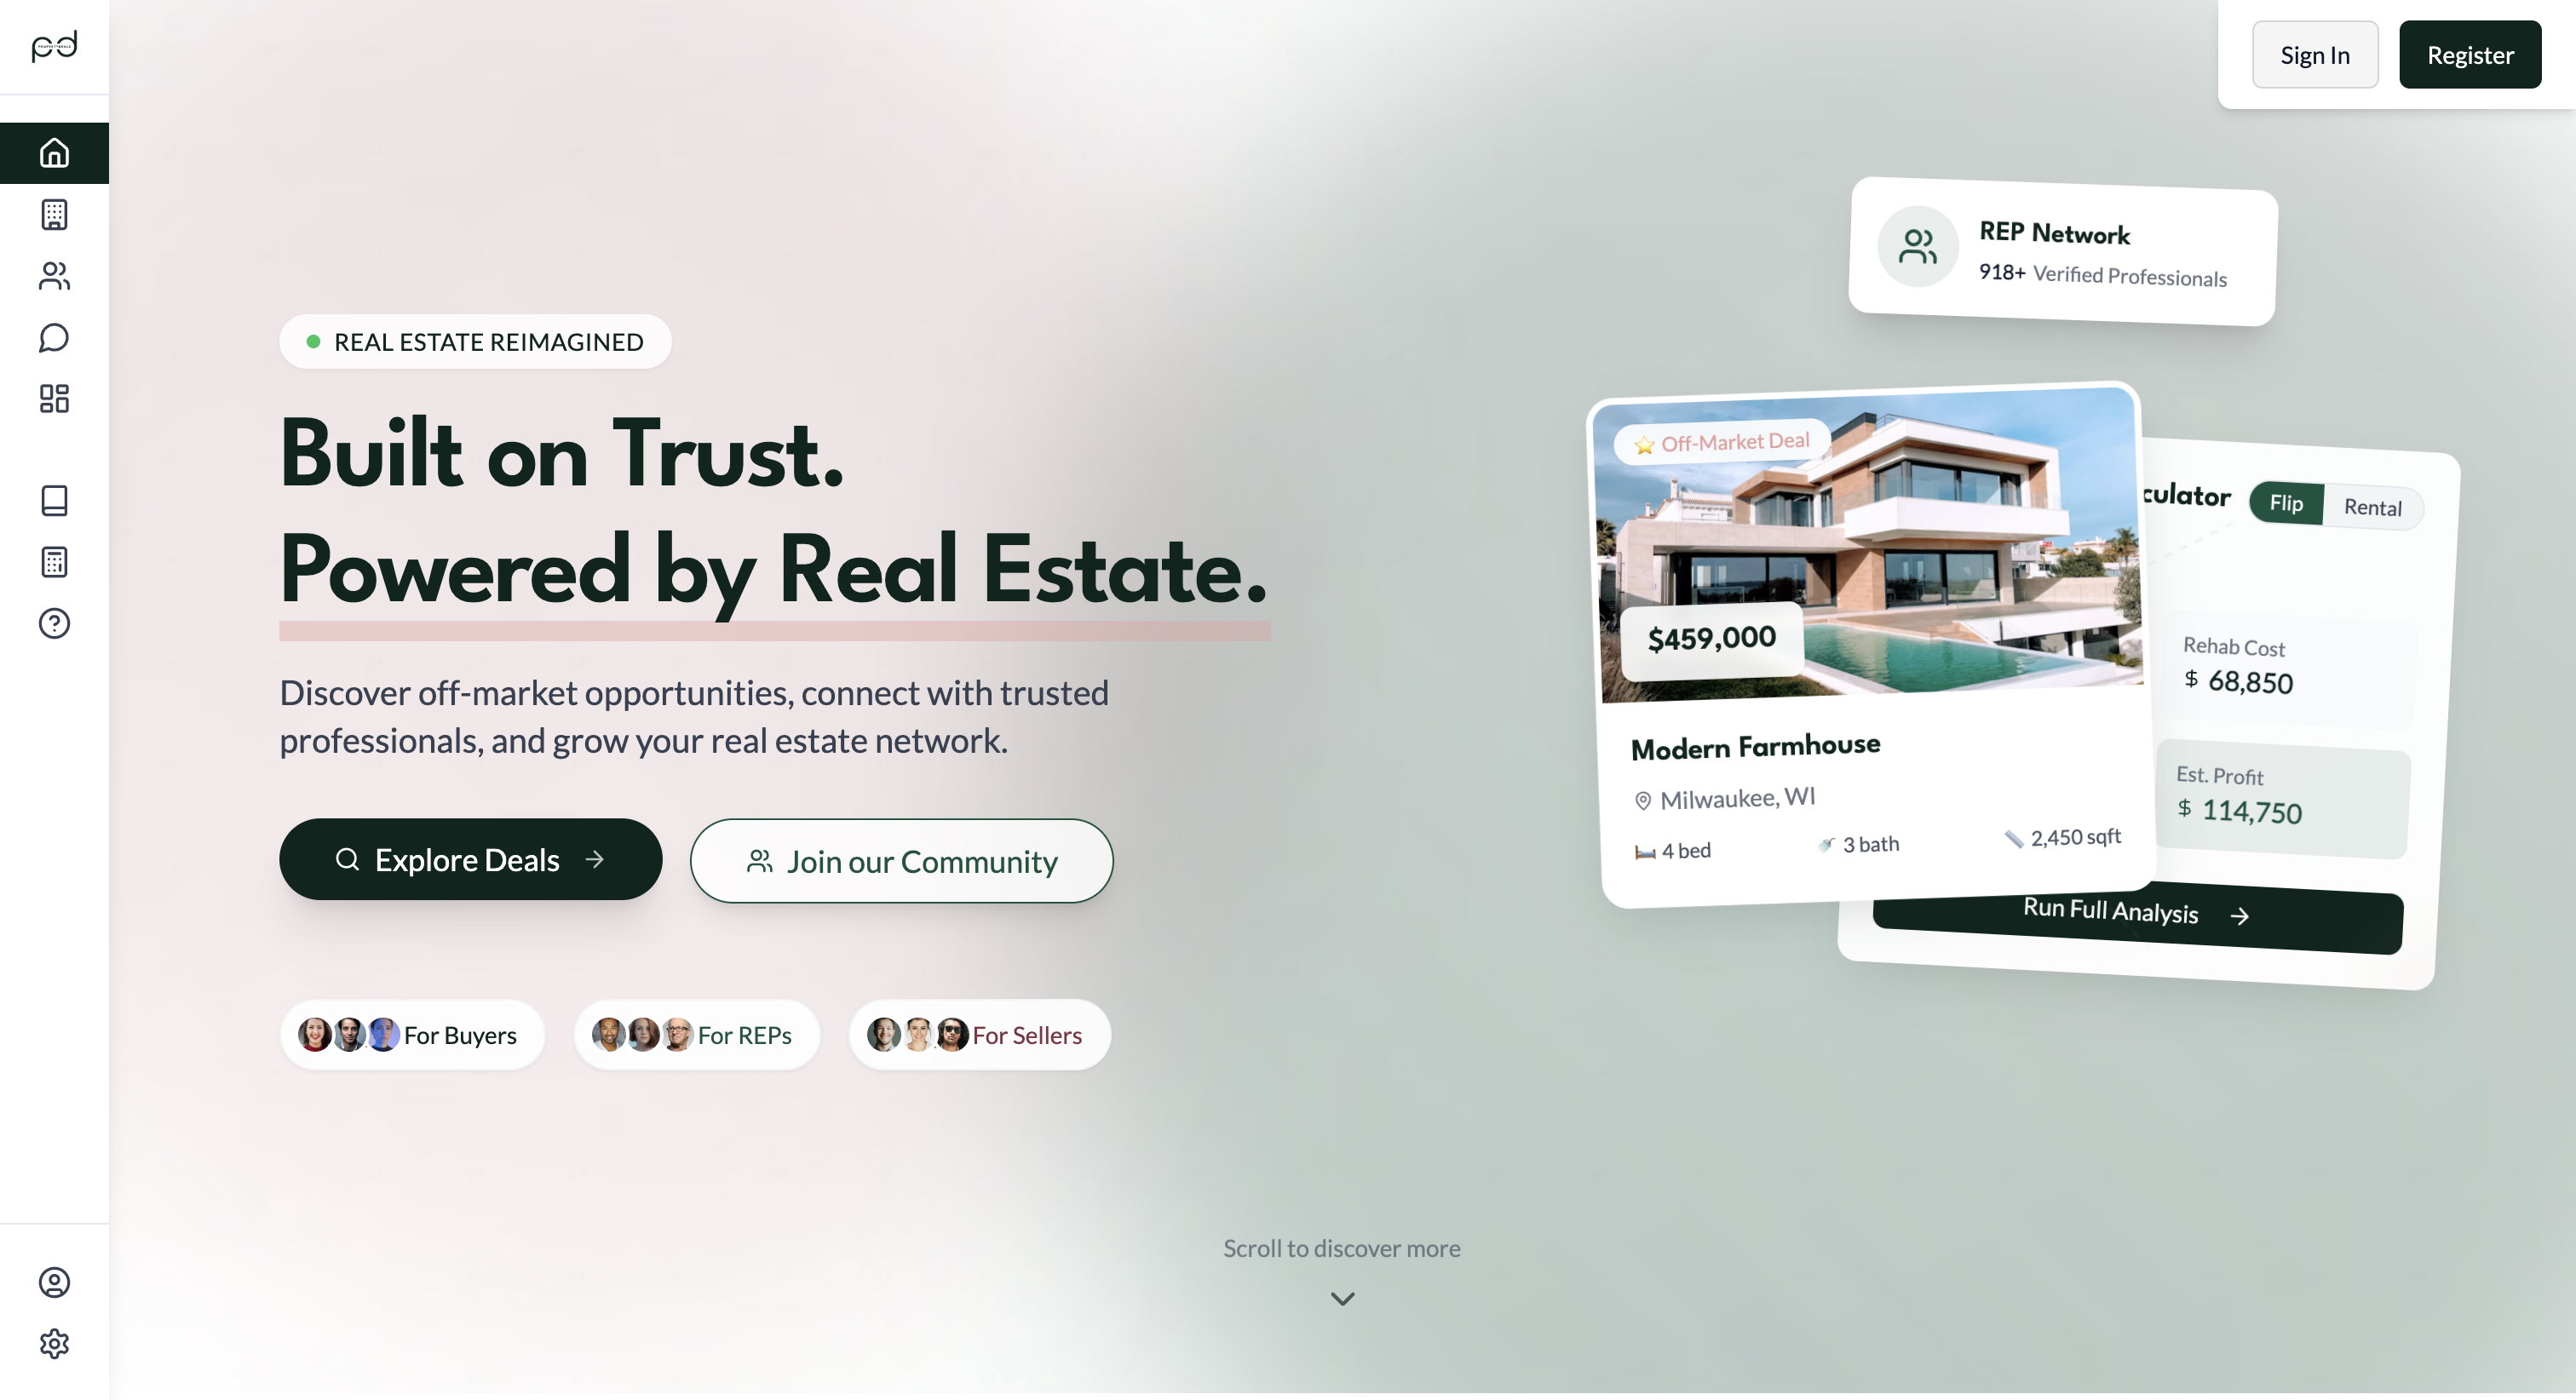 pd
PROPERTYDEALS
Sign In
Register
REP Network
918+ Verified Professionals
REAL ESTATE REIMAGINED
Built on Trust.
Powered by Real Estate.
Discover off-market opportunities, connect with trusted
professionals, and grow your real estate network.
Explore Deals
Join our Community
For Buyers
For REPs
For Sellers
Off-Market Deal
$459,000
Modern Farmhouse
Milwaukee, WI
4 bed
3 bath
2,450 sqft
culator
Flip
Rental
Rehab Cost
$ 68,850
Est. Profit
$ 114,750
Run Full Analysis
Scroll to discover more